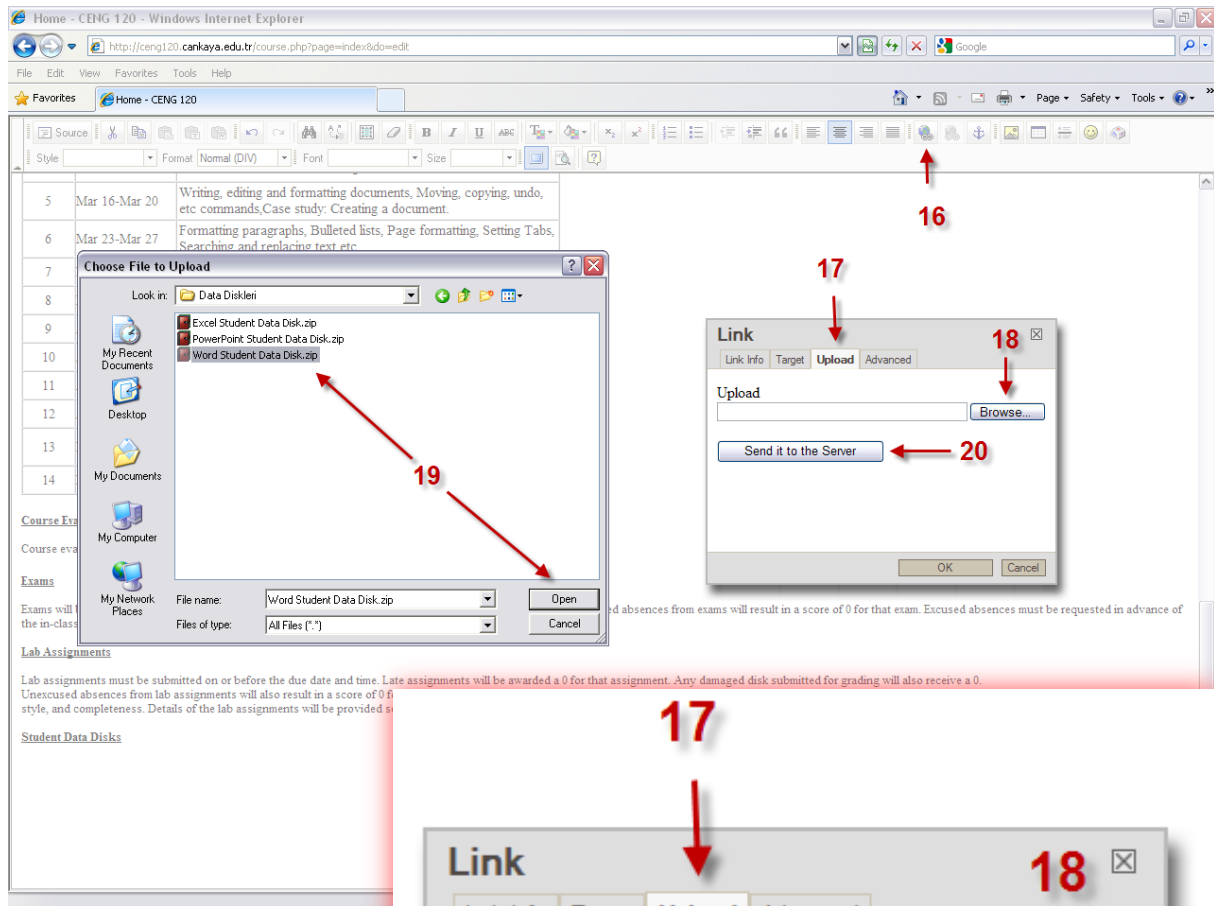 Home - CENG 120 - Windows Internet Explorer
http://ceng120.cankaya.edu.tr/course.php?page=index&do=edit
Google
File Edit View Favorites Tools Help
Favorites Home - CENG 120 Page Safety Tools »
Source B I U ABC
Style Format Normal (DIV) Font Size
16
5 Mar 16-Mar 20 Writing, editing and formatting documents, Moving, copying, undo,
etc commands,Case study: Creating a document.
6 Mar 23-Mar 27 Formatting paragraphs, Bulleted lists, Page formatting, Setting Tabs,
Searching and replacing text etc
7
8
9
10
11
12
13
14
Choose File to Upload
Look in: Data Diskleri
Excel Student Data Disk.zip
PowerPoint Student Data Disk.zip
Word Student Data Disk.zip
My Recent
Documents
Desktop
My Documents
My Computer
My Network
Places
19
File name: Word Student Data Disk.zip Open
Files of type: All Files (*.*) Cancel
17
Link
18
Link Info Target Upload Advanced
Upload
Browse...
Send it to the Server
20
OK Cancel
Course Eva
Course eva
Exams
Exams will
d absences from exams will result in a score of 0 for that exam. Excused absences must be requested in advance of
the in-class
Lab Assignments
Lab assignments must be submitted on or before the due date and time. Late assignments will be awarded a 0 for that assignment. Any damaged disk submitted for grading will also receive a 0.
Unexcused absences from lab assignments will also result in a score of 0 f
style, and completeness. Details of the lab assignments will be provided s
Student Data Disks
17
Link
18